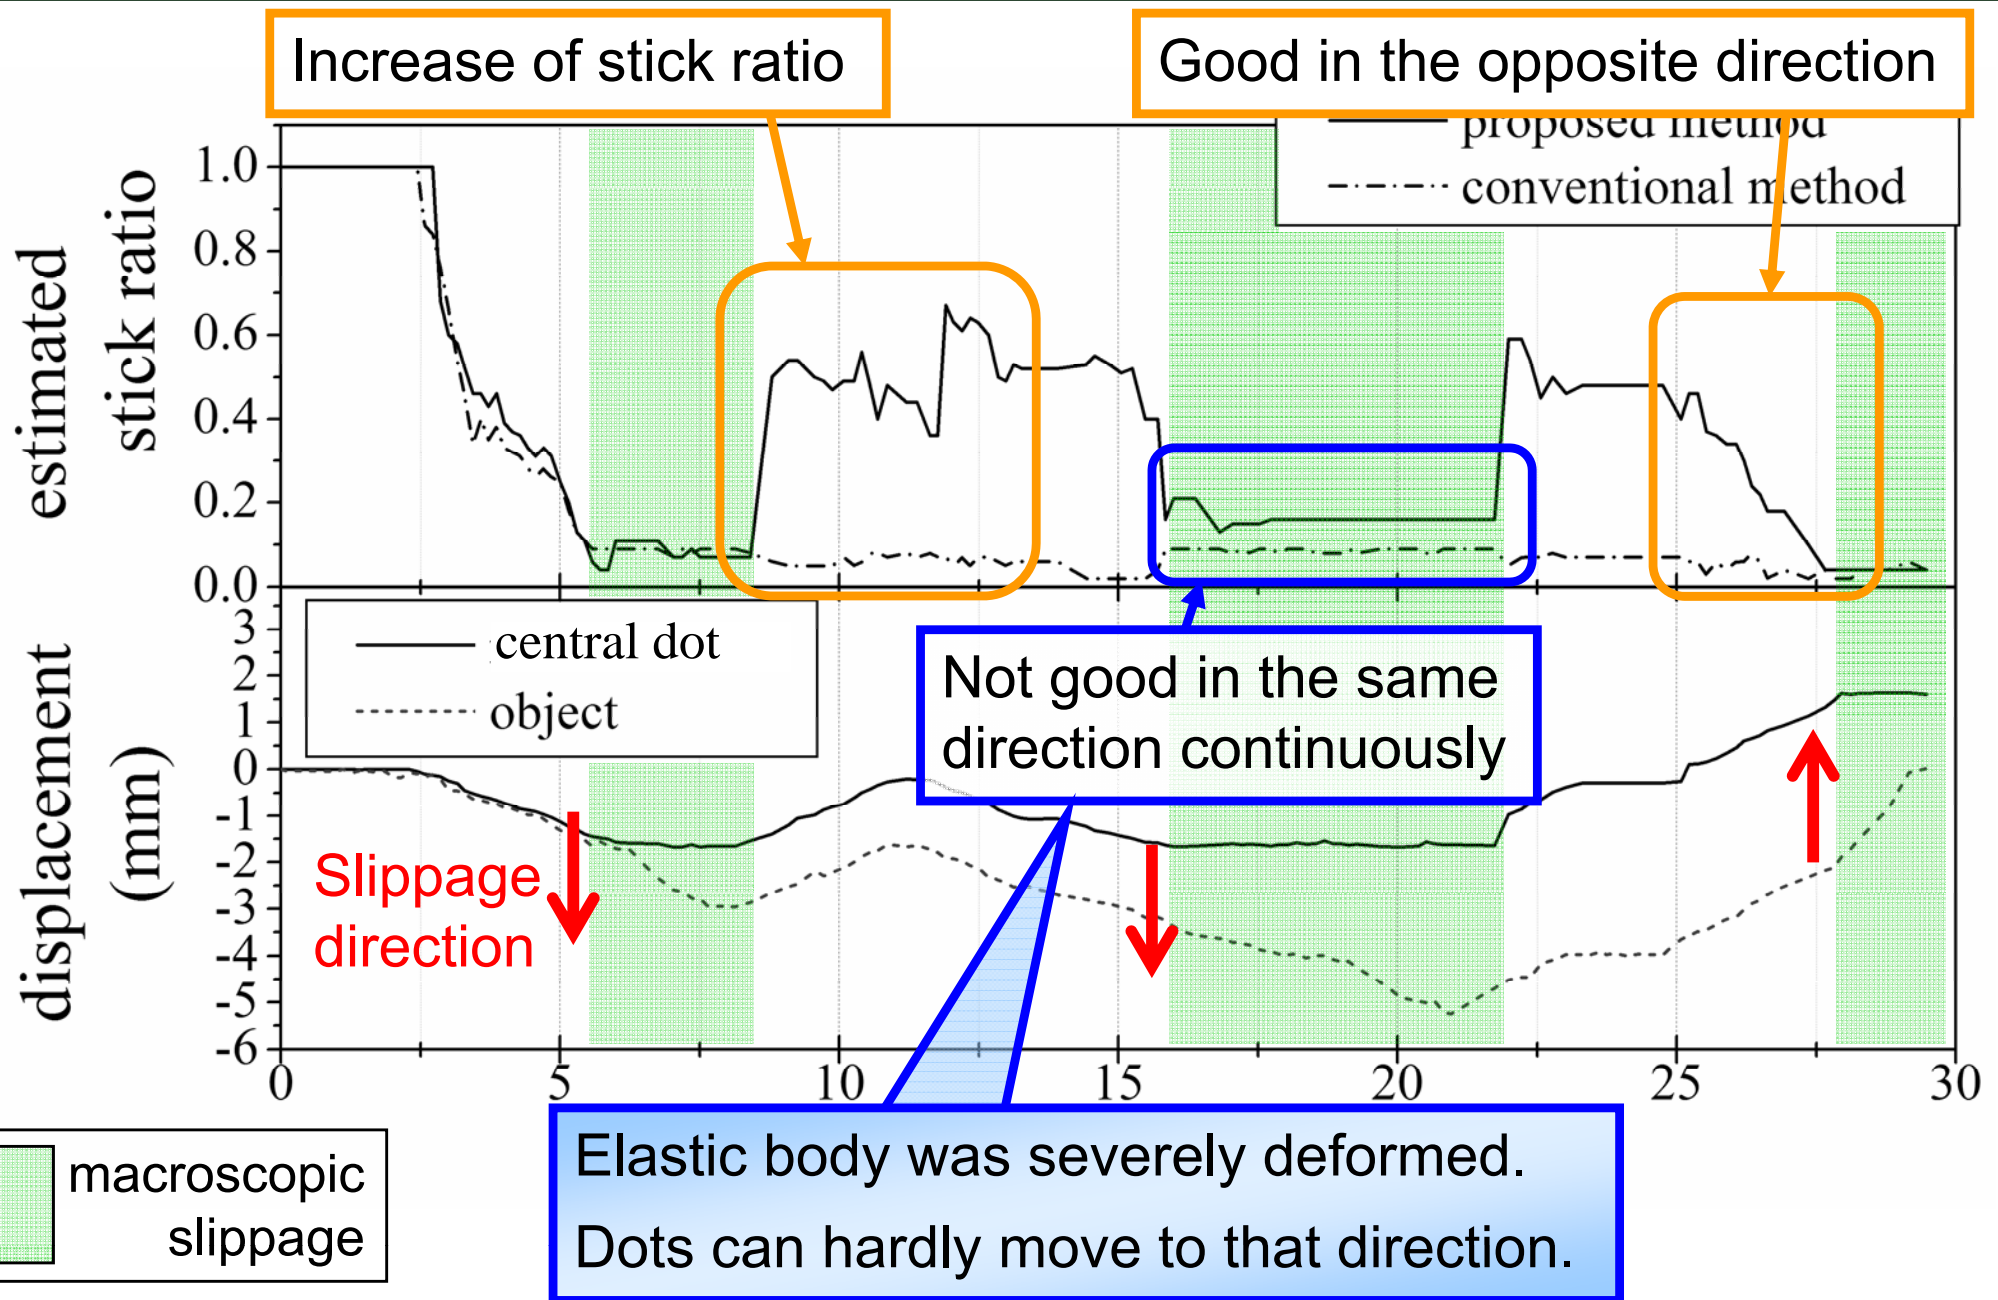 Increase of stick ratio
Good in the opposite direction
proposed method
conventional method
estimated
stick ratio
1.0
0.8
0.6
0.4
0.2
0.0
displacement
(mm)
3
2
1
0
-1
-2
-3
-4
-5
-6
central dot
object
Not good in the same
direction continuously
Slippage
direction
0
5
10
15
20
25
30
macroscopic
slippage
Elastic body was severely deformed.
Dots can hardly move to that direction.